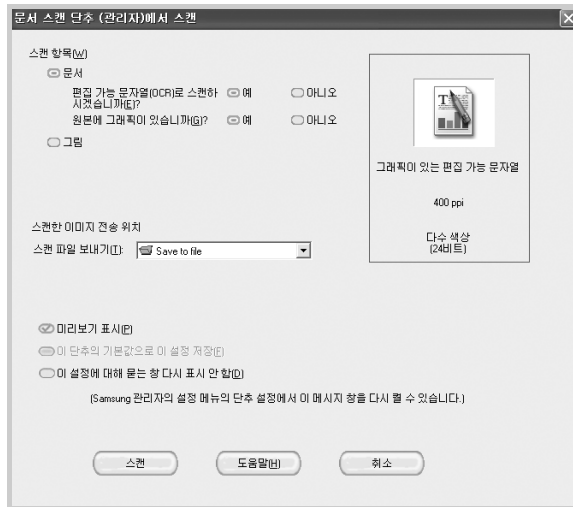 문서 스캔 단추 (관리자)에서 스캔
스캔 항목(W)
문서
편집 가능 문자열(OCR)로 스캔하 예 아니오
시겠습니까(E)?
원본에 그래픽이 있습니까(G)? 예 아니오
그림
그래픽이 있는 편집 가능 문자열
400 ppi
다수 색상
(24비트)
스캔한 이미지 전송 위치
스캔 파일 보내기(T): Save to file
미리보기 표시(P)
이 단추의 기본값으로 이 설정 저장(F)
이 설정에 대해 묻는 창 다시 표시 안 함(D)
(Samsung 관리자의 설정 메뉴의 단추 설정에서 이 메시지 창을 다시 켤 수 있습니다.)
스캔 도움말(H) 취소